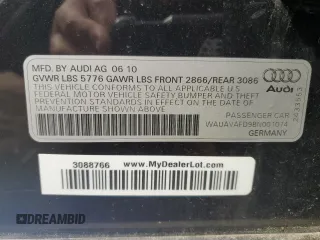 MFD. BY AUDI AG 06 10
GVWR LBS 5776 GAWR LBS FRONT 2866/REAR 3086
THIS VEHICLE CONFORMS TO ALL APPLICABLE
FEDERAL MOTOR VEHICLE SAFETY BUMPER AND THEFT
PREVENTION STANDARDS IN EFFECT ON THE DATE OF
MANUFACTURE SHOWN ABOVE.
Audi
PASSENGER CAR
GERMANY
3088766 www.MyDealerLot.com
DREAMBID